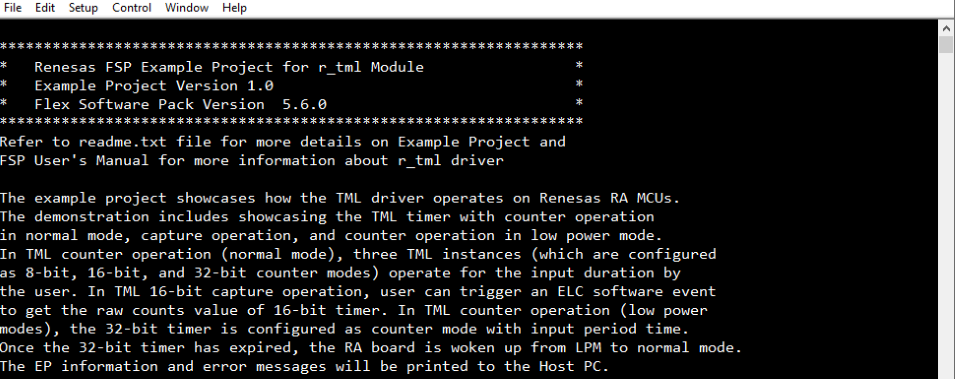 File Edit Setup Control Window Help
******************************************************************
* Renesas FSP Example Project for r_tml Module *
* Example Project Version 1.0 *
* Flex Software Pack Version 5.6.0 *
******************************************************************
Refer to readme.txt file for more details on Example Project and
FSP User's Manual for more information about r_tml driver
The example project showcases how the TML driver operates on Renesas RA MCUs.
The demonstration includes showcasing the TML timer with counter operation
in normal mode, capture operation, and counter operation in low power mode.
In TML counter operation (normal mode), three TML instances (which are configured
as 8-bit, 16-bit, and 32-bit counter modes) operate for the input duration by
the user. In TML 16-bit capture operation, user can trigger an ELC software event
to get the raw counts value of 16-bit timer. In TML counter operation (low power
modes), the 32-bit timer is configured as counter mode with input period time.
Once the 32-bit timer has expired, the RA board is woken up from LPM to normal mode.
The EP information and error messages will be printed to the Host PC.